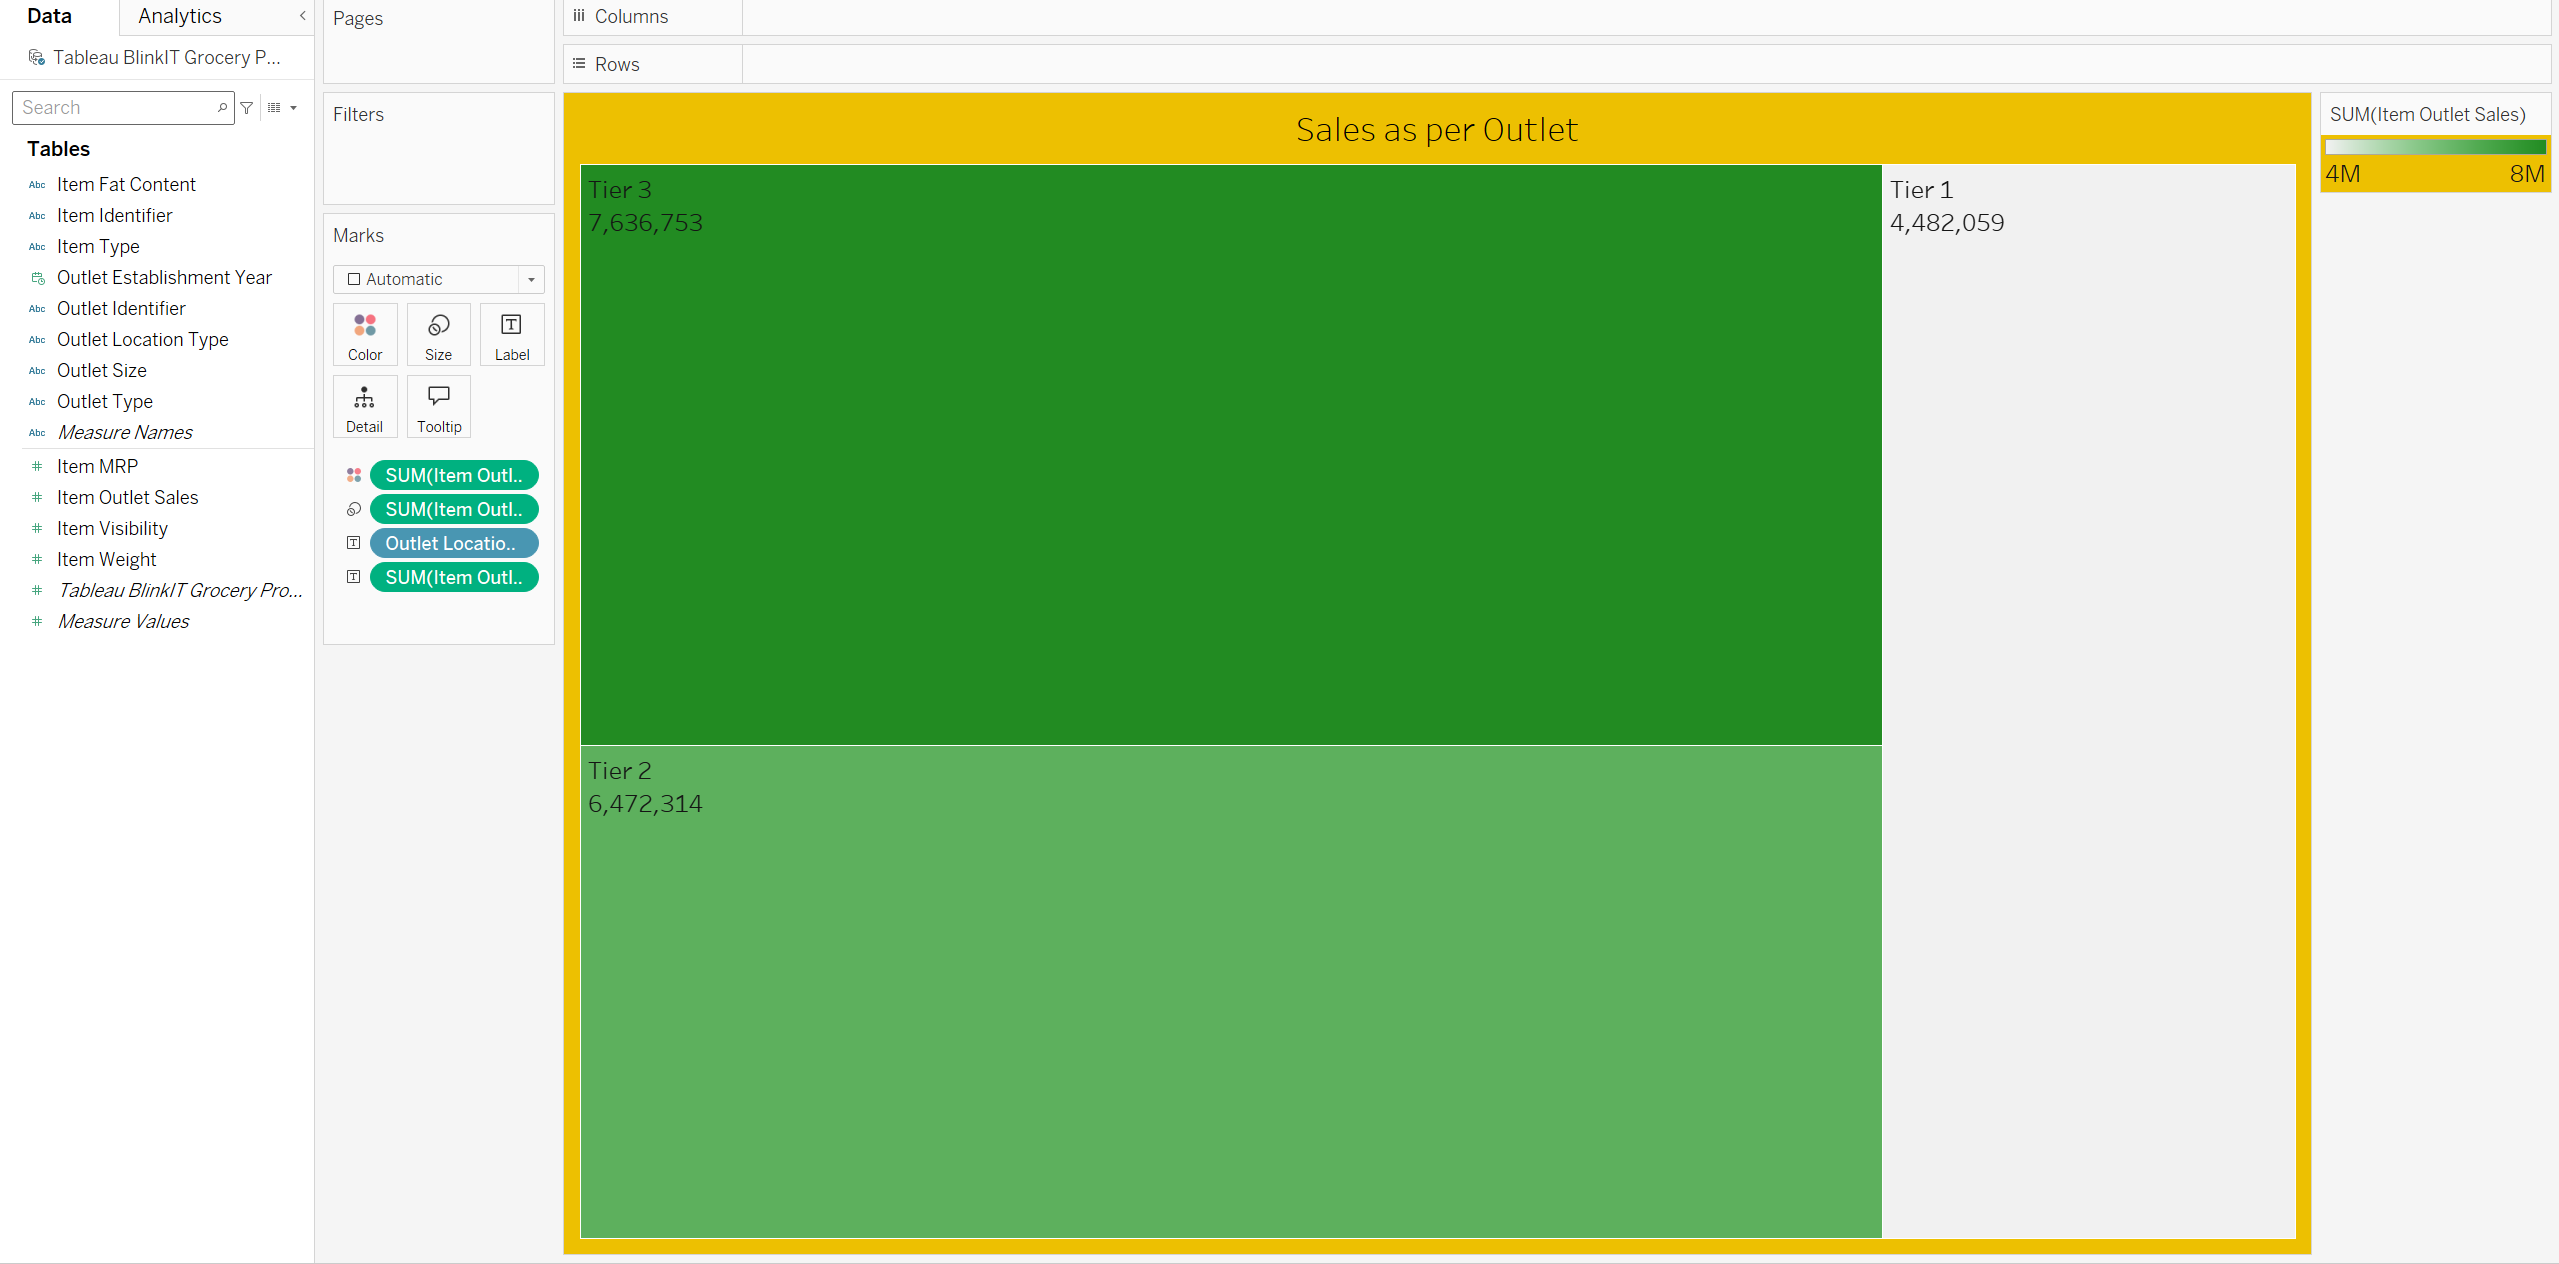 Data
Analytics
Tableau BlinkIT Grocery P...
Search
Tables
Abc Item Fat Content
Abc Item Identifier
Abc Item Type
Outlet Establishment Year
Abc Outlet Identifier
Abc Outlet Location Type
Abc Outlet Size
Abc Outlet Type
Abc Measure Names
# Item MRP
# Item Outlet Sales
# Item Visibility
# Item Weight
# Tableau BlinkIT Grocery Pro...
# Measure Values
Pages
Filters
Marks
Automatic
Color
Size
Label
Detail
Tooltip
SUM(Item Outl..
SUM(Item Outl..
Outlet Locatio..
SUM(Item Outl..
Columns
Rows
Sales as per Outlet
Tier 3
7,636,753
Tier 1
4,482,059
Tier 2
6,472,314
SUM(Item Outlet Sales)
4M 8M